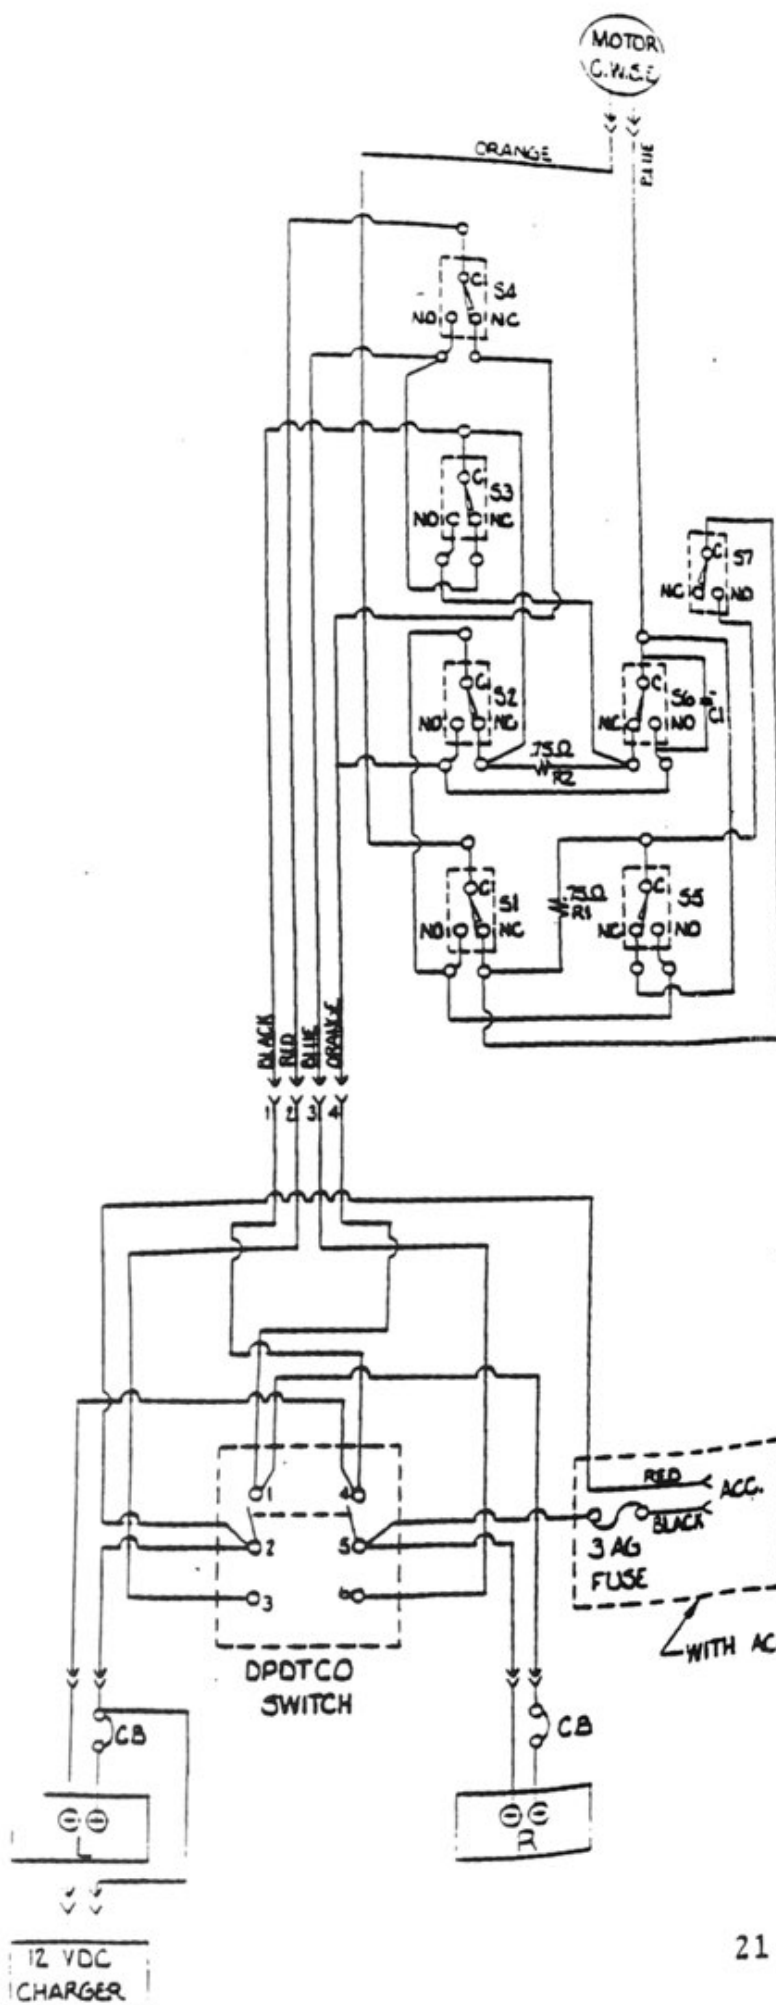 MOTOR
ORANGE
BLUE
C
S4
NO
NC
C
S3
NO
NC
C
S7
NC
NO
C
S2
NO
NC
C
S6
C1
NC
NO
.75Ω
R2
C
S1
NO
NC
.75Ω
R1
C
S5
NC
NO
BLACK
RED
BLUE
ORANGE
1
2
3
4
1
4
2
5
3
6
DPDTCO
SWITCH
RED
ACC.
BLACK
3 AG
FUSE
WITH AC
CB
CB
L
R
12 VDC
CHARGER
21